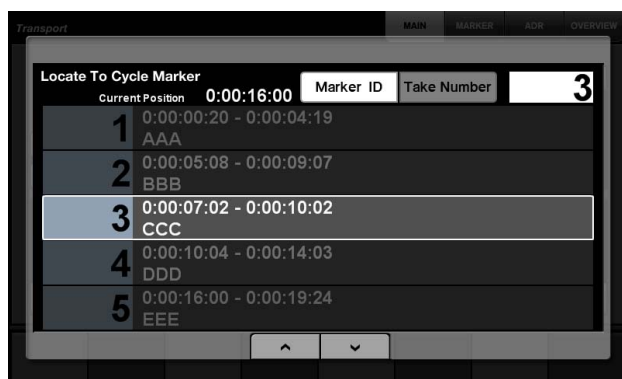 Transport
MAIN MARKER ADR OVERVIEW
Locate To Cycle Marker
Current Position 0:00:16:00 Marker ID Take Number 3
1 0:00:00:20 - 0:00:04:19
AAA
2 0:00:05:08 - 0:00:09:07
BBB
3 0:00:07:02 - 0:00:10:02
CCC
4 0:00:10:04 - 0:00:14:03
DDD
5 0:00:16:00 - 0:00:19:24
EEE